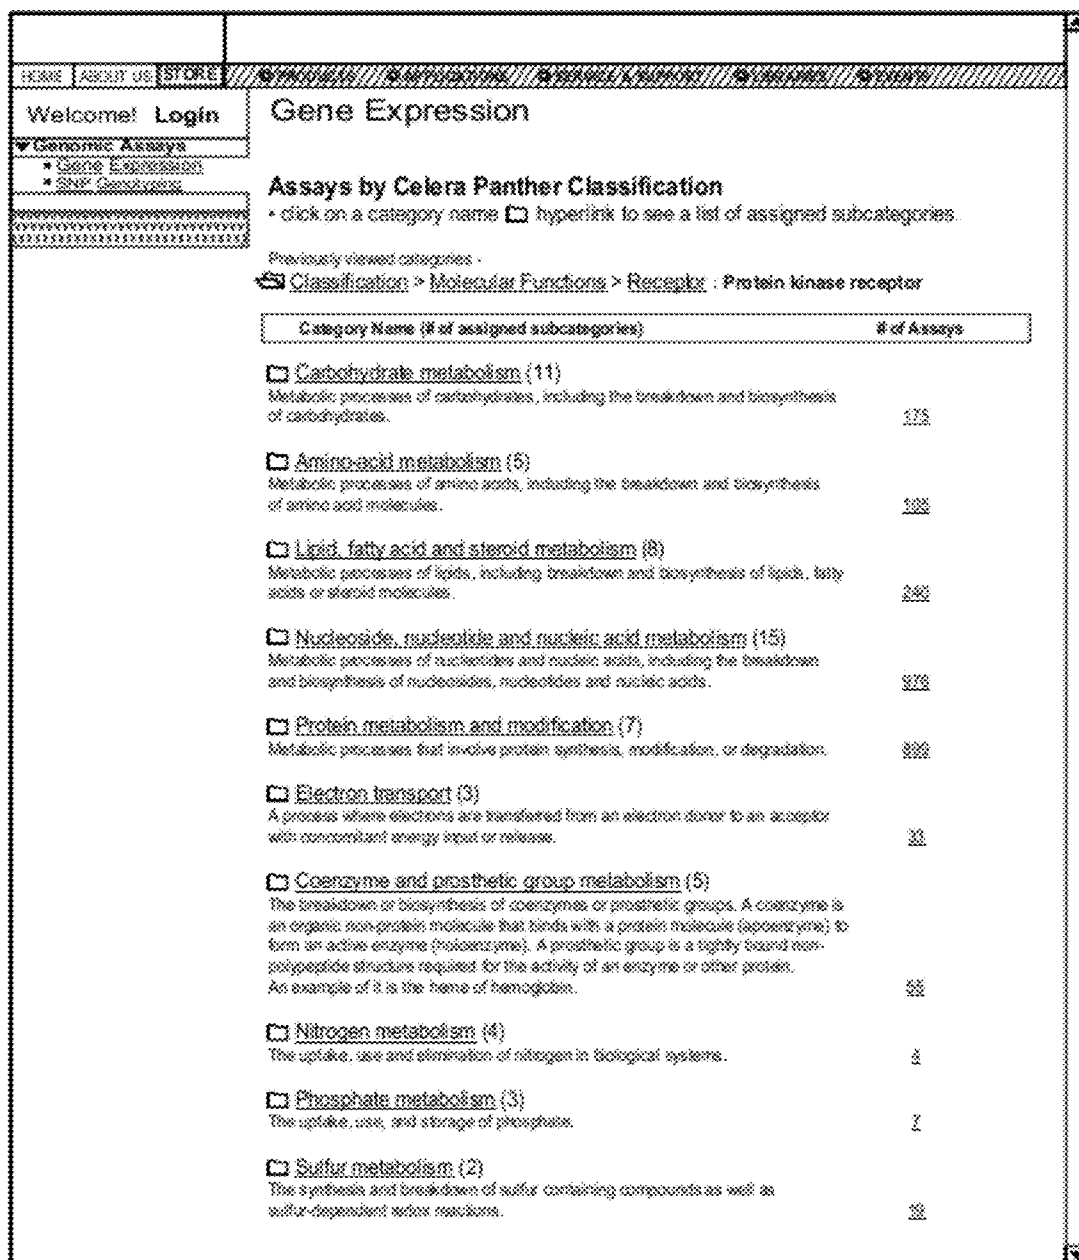 HOME ABOUT US STORE PRODUCTS APPLICATIONS SERVICE & SUPPORT LIBRARIES EVENTS
Welcome! Login
Genomic Assays
Gene Expression
SNP Genotyping
Gene Expression
Assays by Celera Panther Classification
• click on a category name hyperlink to see a list of assigned subcategories.
Previously viewed categories -
Classification > Molecular Functions > Receptor : Protein kinase receptor
Category Name (# of assigned subcategories) # of Assays
Carbohydrate metabolism (11)
Metabolic processes of carbohydrates, including the breakdown and biosynthesis
of carbohydrates. 175
Amino-acid metabolism (5)
Metabolic processes of amino acids, including the breakdown and biosynthesis
of amino acid molecules.
Lipid, fatty acid and steroid metabolism (8)
Metabolic processes of lipids, including breakdown and biosynthesis of lipids, fatty
acids or steroid molecules. 240
Nucleoside, nucleotide and nucleic acid metabolism (15)
Metabolic processes of nucleotides and nucleic acids, including the breakdown
and biosynthesis of nucleosides, nucleotides and nucleic acids.
Protein metabolism and modification (7)
Metabolic processes that involve protein synthesis, modification, or degradation.
Electron transport (3)
A process where electrons are transferred from an electron donor to an acceptor
with concomitant energy input or release. 33
Coenzyme and prosthetic group metabolism (5)
The breakdown or biosynthesis of coenzymes or prosthetic groups. A coenzyme is
an organic non-protein molecule that binds with a protein molecule (apoenzyme) to
form an active enzyme (holoenzyme). A prosthetic group is a tightly bound non-
polypeptide structure required for the activity of an enzyme or other protein.
An example of it is the heme of hemoglobin.
Nitrogen metabolism (4)
The uptake, use and elimination of nitrogen in biological systems. 4
Phosphate metabolism (3)
The uptake, use, and storage of phosphate. 7
Sulfur metabolism (2)
The synthesis and breakdown of sulfur containing compounds as well as
sulfur-dependent redox reactions. 19